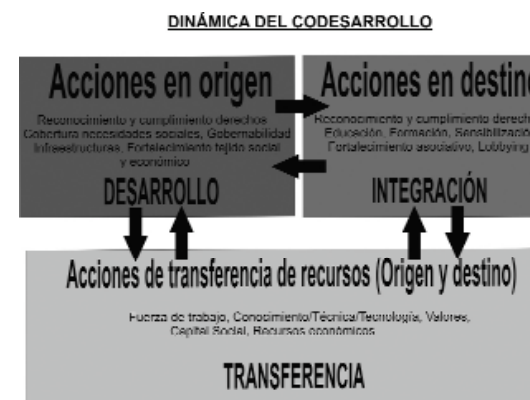 DINÁMICA DEL CODESARROLLO
Acciones en origen
Reconocimiento y cumplimiento derechos
Cobertura necesidades sociales, Gobernabilidad
Infraestructuras, Fortalecimiento tejido social
y económico
DESARROLLO
Acciones en destino
Reconocimiento y cumplimiento derech
Educación, Formación, Sensibilizació
Fortalecimiento asociativo, Lobbying
INTEGRACIÓN
Acciones de transferencia de recursos (Origen y destino)
Fuerza de trabajo, Conocimiento/Técnica/Tecnología, Valores,
Capital Social, Recursos económicos
TRANSFERENCIA